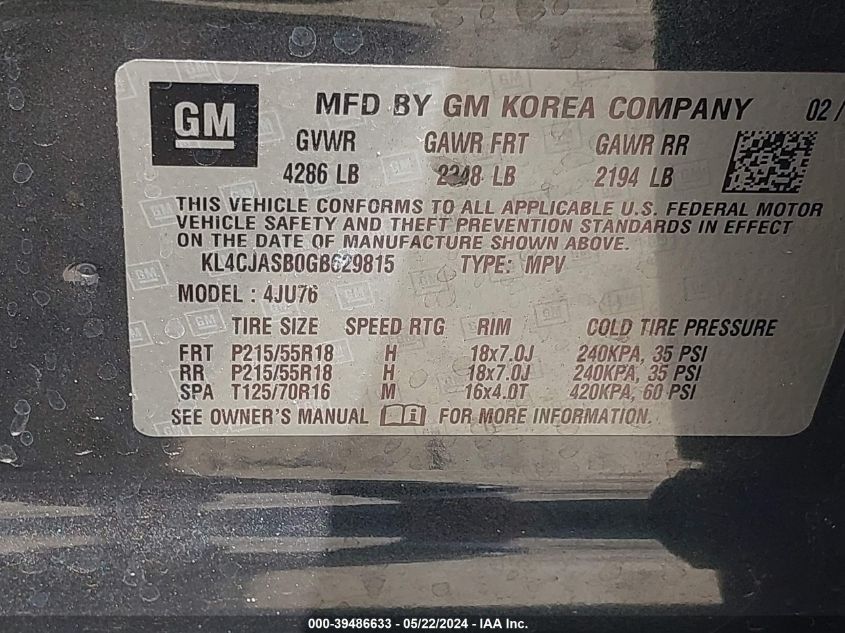 GM
MFD BY GM KOREA COMPANY 02/
GVWR GAWR FRT GAWR RR
4286 LB LB 2194 LB
THIS VEHICLE CONFORMS TO ALL APPLICABLE U.S. FEDERAL MOTOR
VEHICLE SAFETY AND THEFT PREVENTION STANDARDS IN EFFECT
ON THE DATE OF MANUFACTURE SHOWN ABOVE.
KL4CJASB0GB629815 TYPE: MPV
MODEL : 4JU76
TIRE SIZE SPEED RTG RIM COLD TIRE PRESSURE
FRT P215/55R18 H 18x7.0J 240KPA, 35 PSI
RR P215/55R18 H 18x7.0J 240KPA, 35 PSI
SPA T125/70R16 M 16x4.0T 420KPA, 60 PSI
SEE OWNER'S MANUAL FOR MORE INFORMATION.
000-39486633 - 05/22/2024 - IAA Inc.